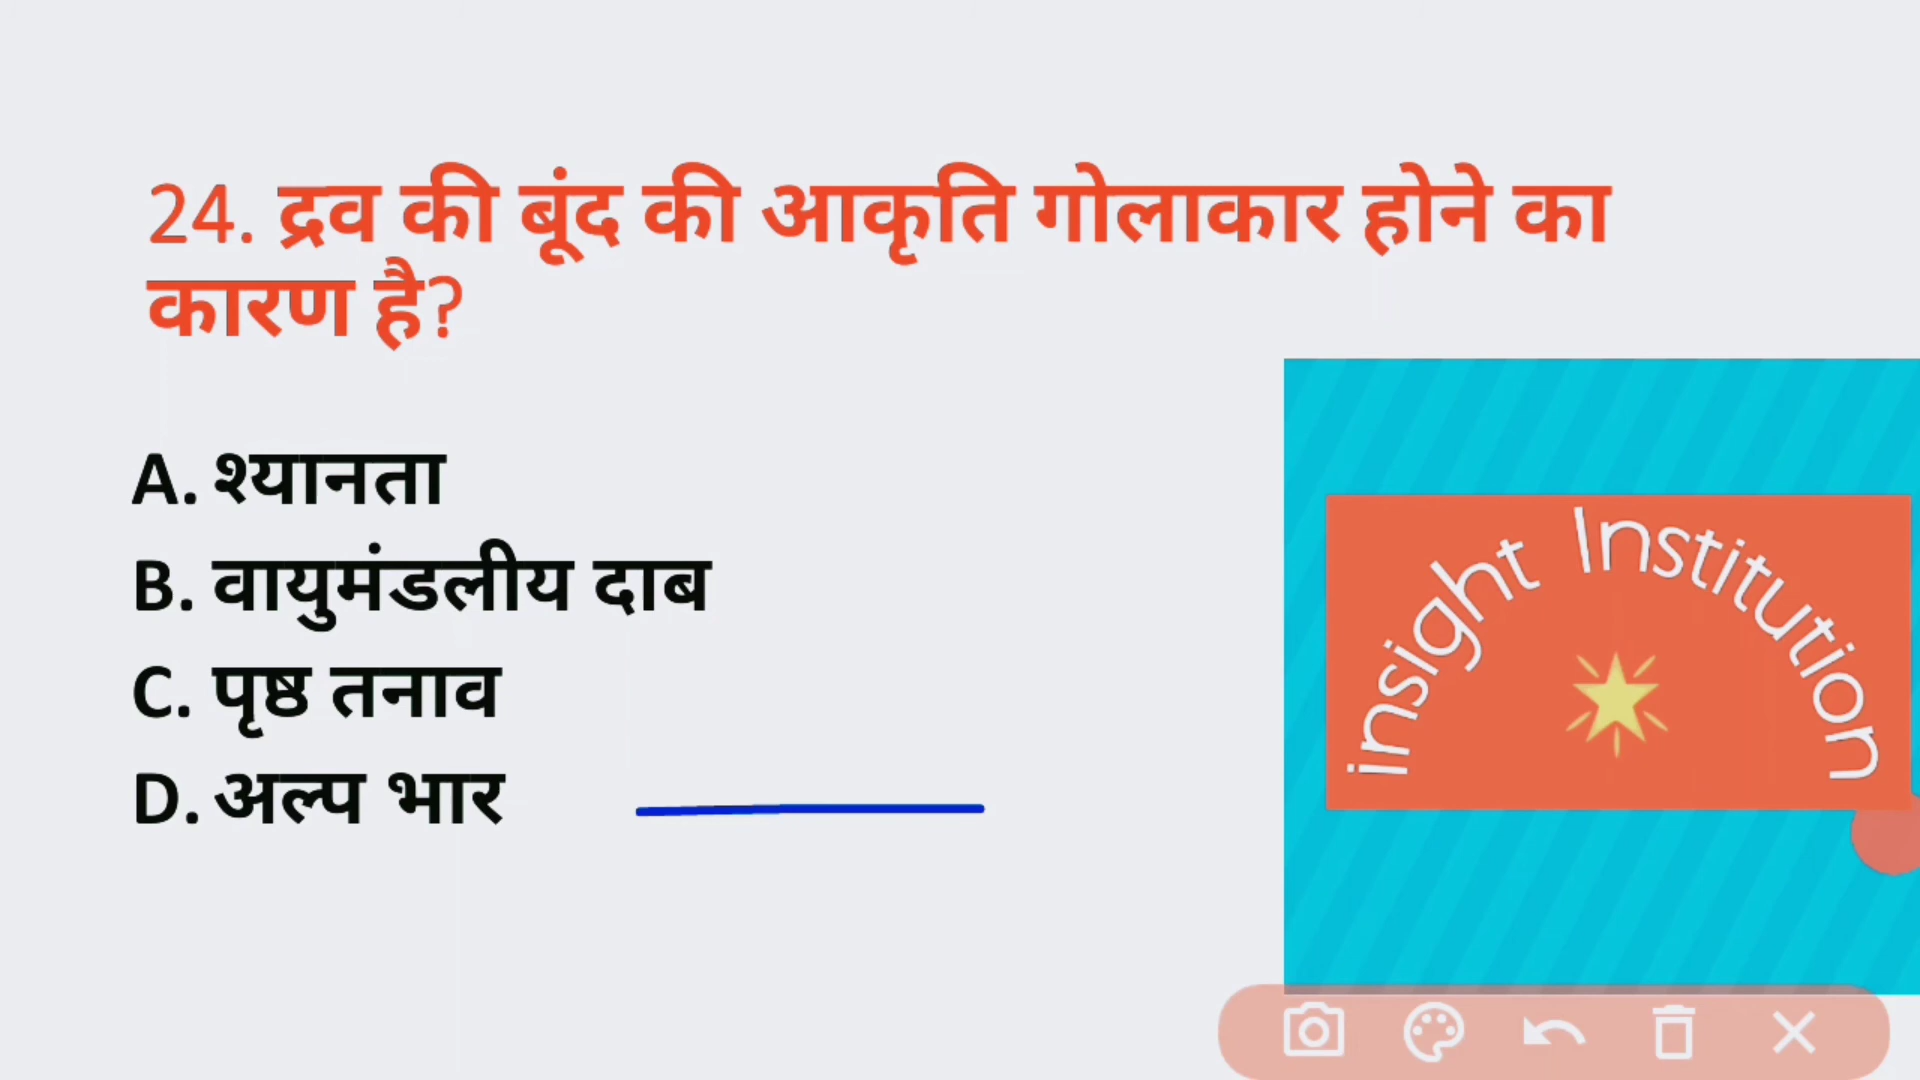 24. द्रव की बूंद की आकृति गोलाकार होने का
कारण है?
A. श्यानता
B. वायुमंडलीय दाब
C. पृष्ठ तनाव
D. अल्प भार
insight Institution